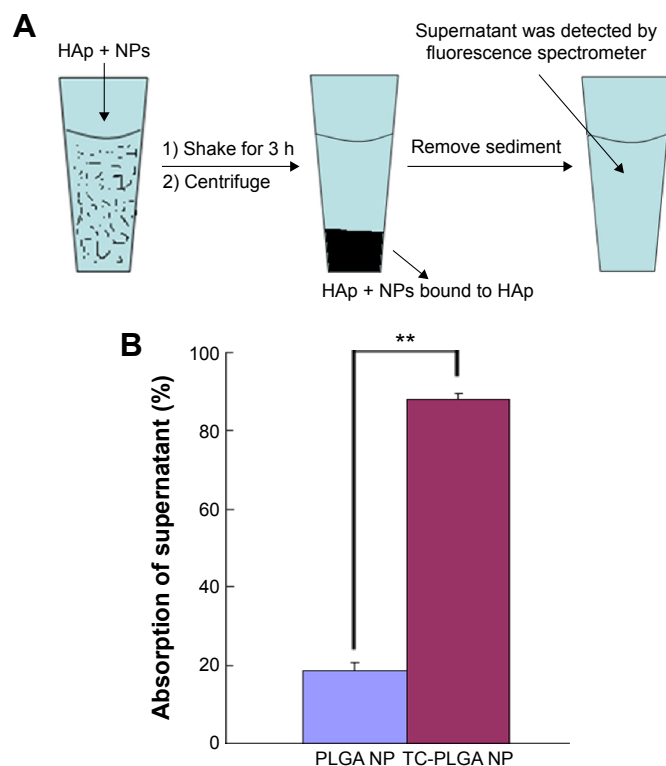 A
HAp + NPs
Supernatant was detected by
fluorescence spectrometer
1) Shake for 3 h
2) Centrifuge
Remove sediment
HAp + NPs bound to HAp
B
Absorption of supernatant (%)
100
80
60
40
20
0
**
PLGA NP
TC-PLGA NP